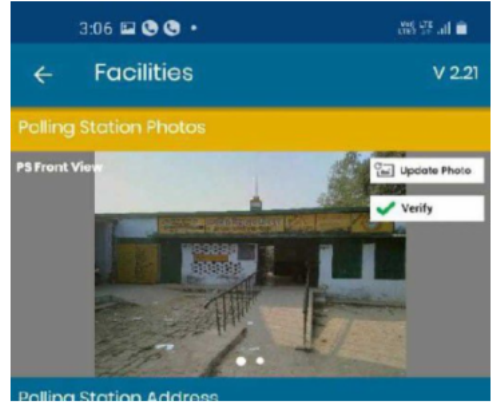 3:06
Facilities
V 2.21
Polling Station Photos
PS Front View
Update Photo
Verify
Polling Station Address